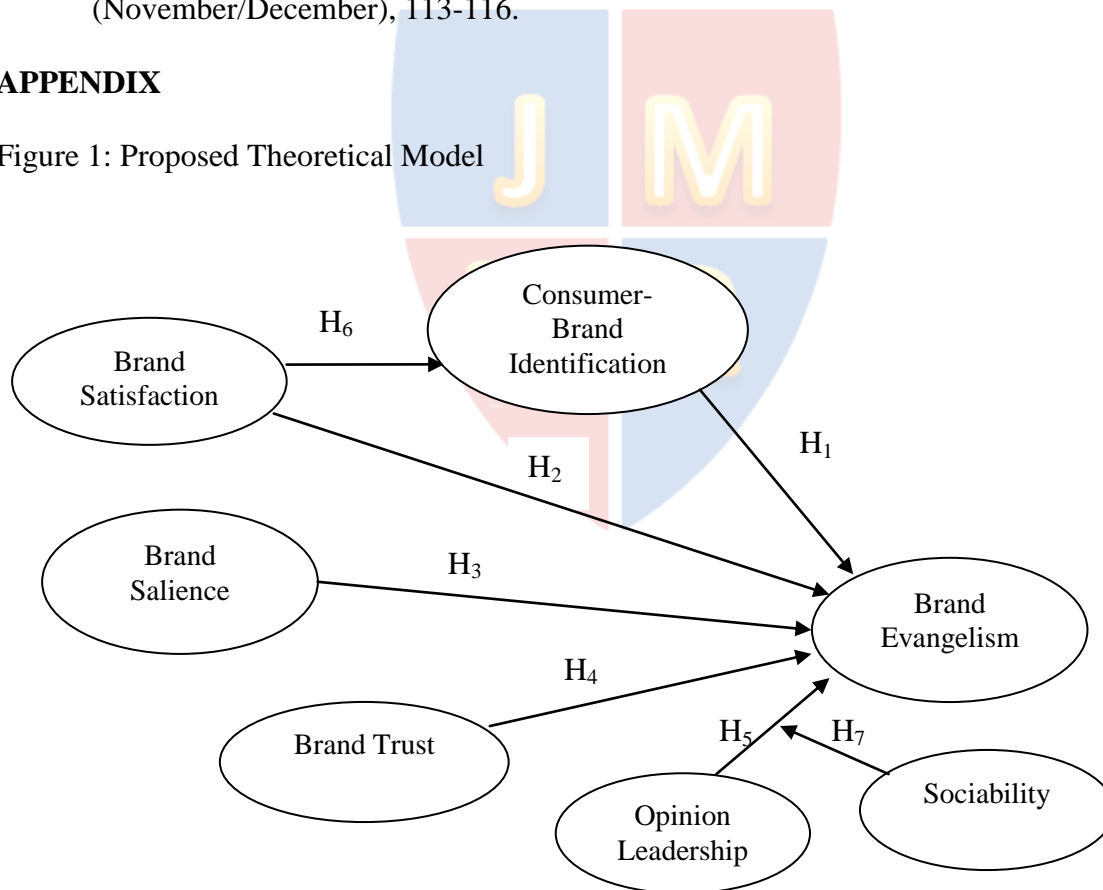 (November/December), 113-116.
APPENDIX
Figure 1: Proposed Theoretical Model
J M
Consumer-
Brand
Identification
H6
Brand
Satisfaction
H1
H2
Brand
Salience
H3
Brand
Evangelism
H4
Brand Trust
H5
H7
Sociability
Opinion
Leadership